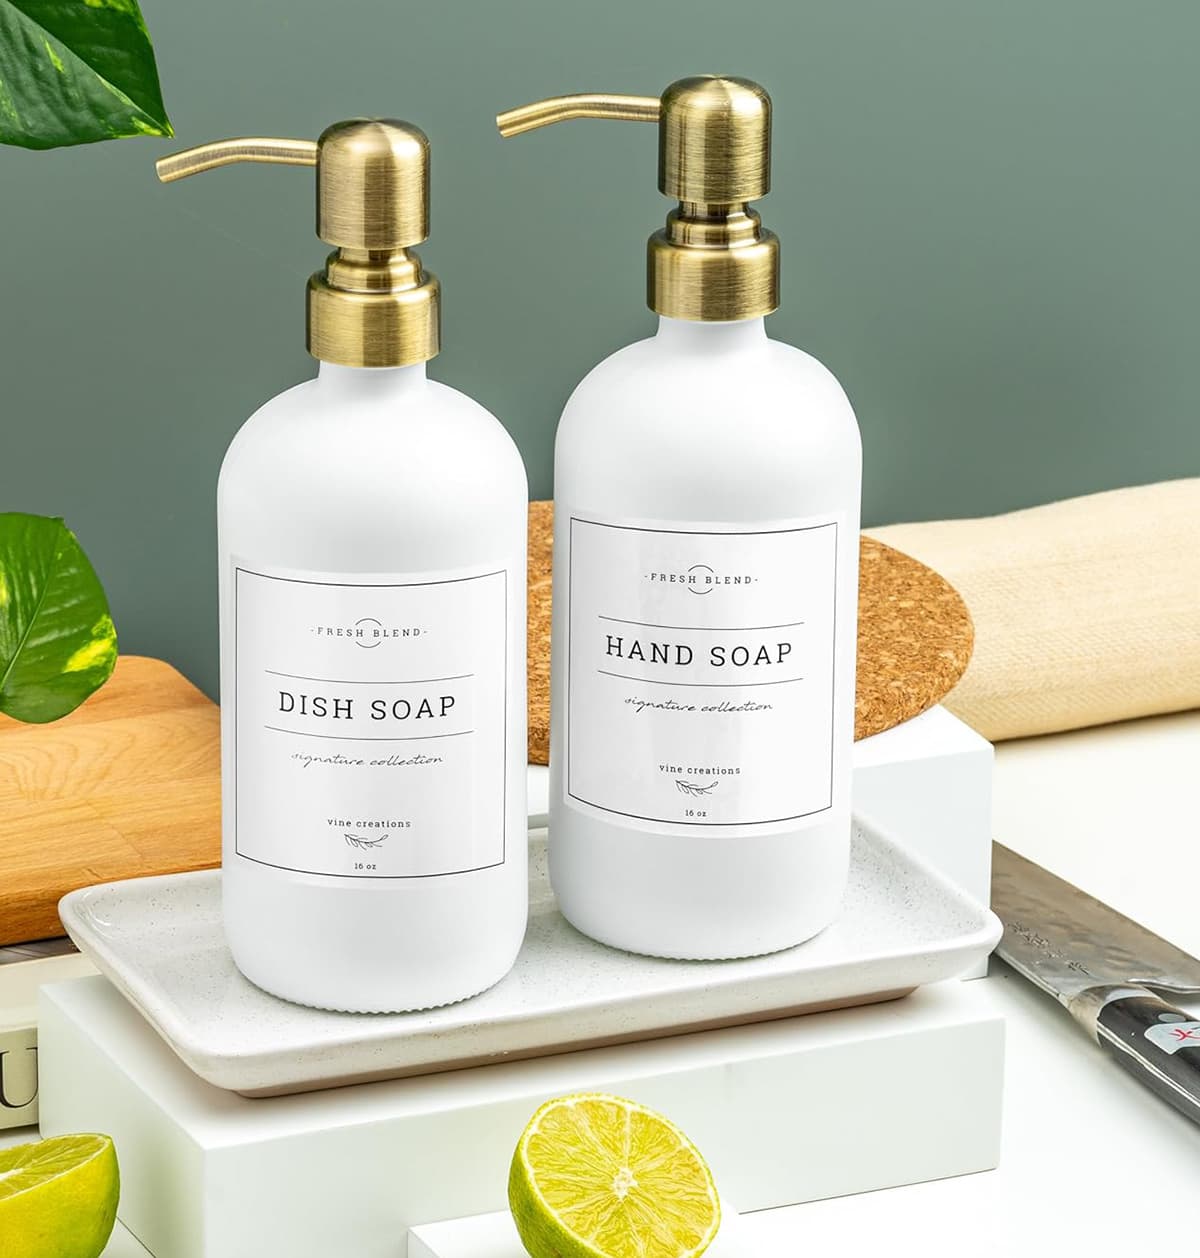 -FRESH BLEND-
DISH SOAP
signature collection
vine creations
16 oz
-FRESH BLEND-
HAND SOAP
signature collection
vine creations
16 oz
U